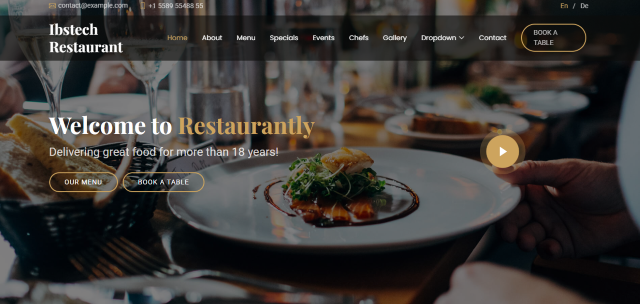 contact@example.com +1 5589 55488 55
En / De
Ibstech
Restaurant
Home About Menu Specials Events Chefs Gallery Dropdown Contact
BOOK A
TABLE
Welcome to Restaurantly
Delivering great food for more than 18 years!
OUR MENU BOOK A TABLE